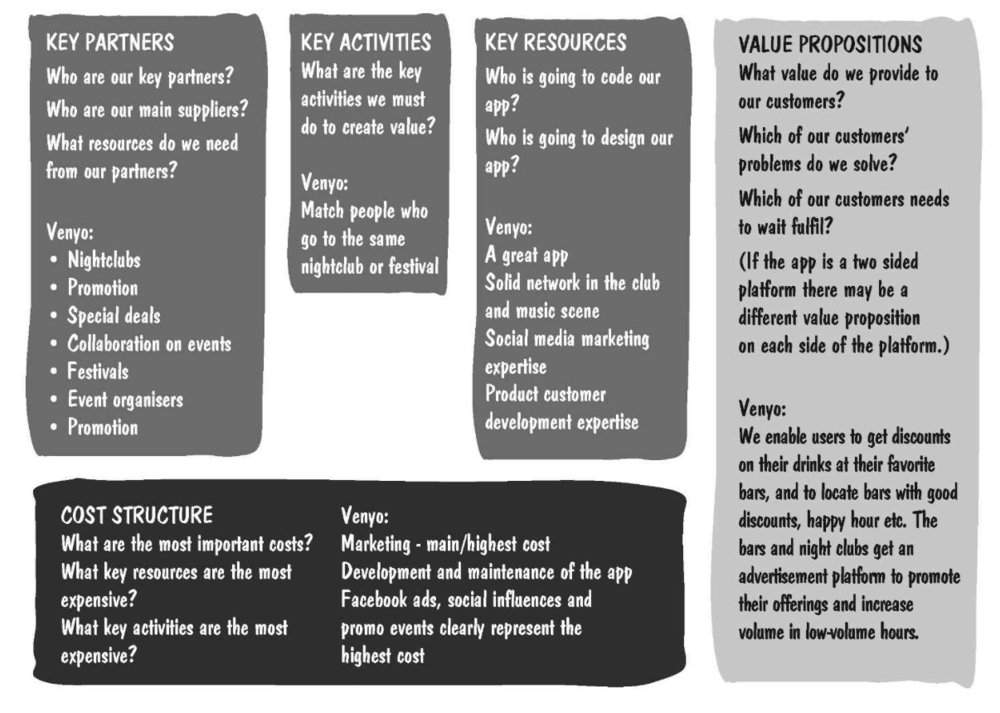 KEY PARTNERS
Who are our key partners?
Who are our main suppliers?
What resources do we need
from our partners?
Venyo:
• Nightclubs
• Promotion
• Special deals
• Collaboration on events
• Festivals
• Event organisers
• Promotion
KEY ACTIVITIES
What are the key
activities we must
do to create value?
Venyo:
Match people who
go to the same
nightclub or festival
KEY RESOURCES
Who is going to code our
app?
Who is going to design our
app?
Venyo:
A great app
Solid network in the club
and music scene
Social media marketing
expertise
Product customer
development expertise
VALUE PROPOSITIONS
What value do we provide to
our customers?
Which of our customers'
problems do we solve?
Which of our customers needs
to wait fulfil?
(If the app is a two sided
platform there may be a
different value proposition
on each side of the platform.)
Venyo:
We enable users to get discounts
on their drinks at their favorite
bars, and to locate bars with good
discounts, happy hour etc. The
bars and night clubs get an
advertisement platform to promote
their offerings and increase
volume in low-volume hours.
COST STRUCTURE
What are the most important costs?
What key resources are the most
expensive?
What key activities are the most
expensive?
Venyo:
Marketing - main/highest cost
Development and maintenance of the app
Facebook ads, social influences and
promo events clearly represent the
highest cost